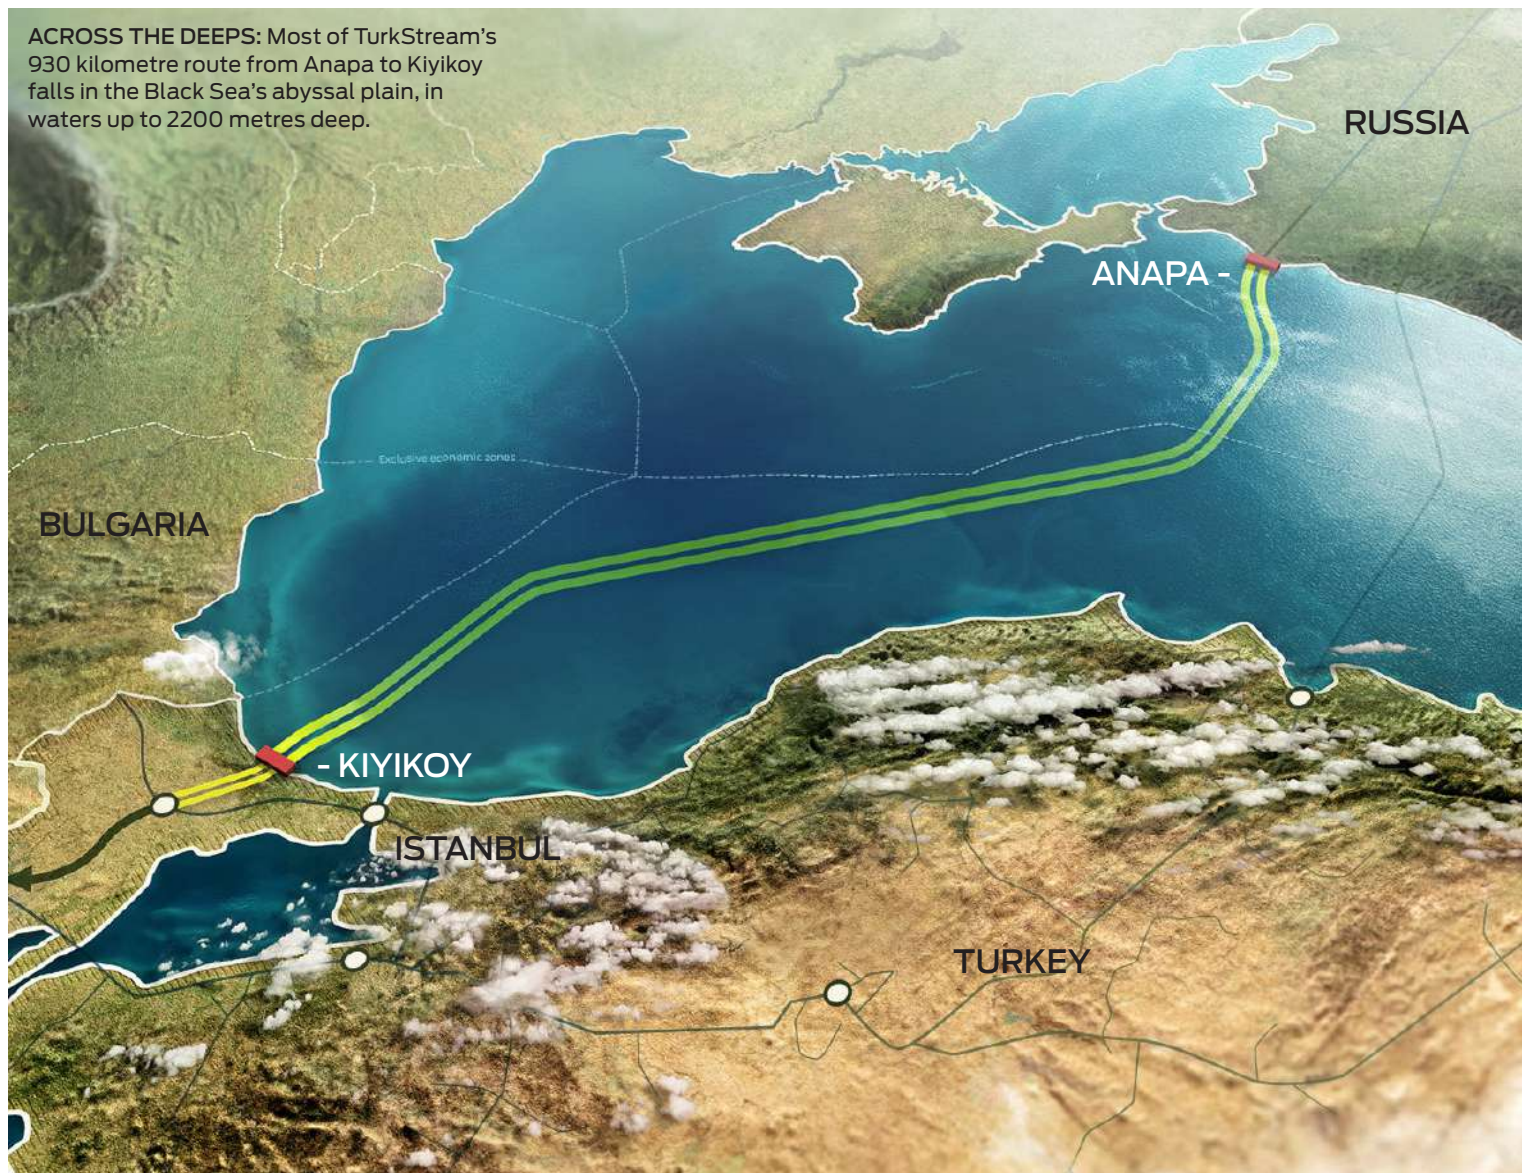 ACROSS THE DEEPS: Most of TurkStream’s
930 kilometre route from Anapa to Kiyikoy
falls in the Black Sea’s abyssal plain, in
waters up to 2200 metres deep.
RUSSIA
ANAPA -
Exclusive economic zones
BULGARIA
- KIYIKOY
ISTANBUL
TURKEY